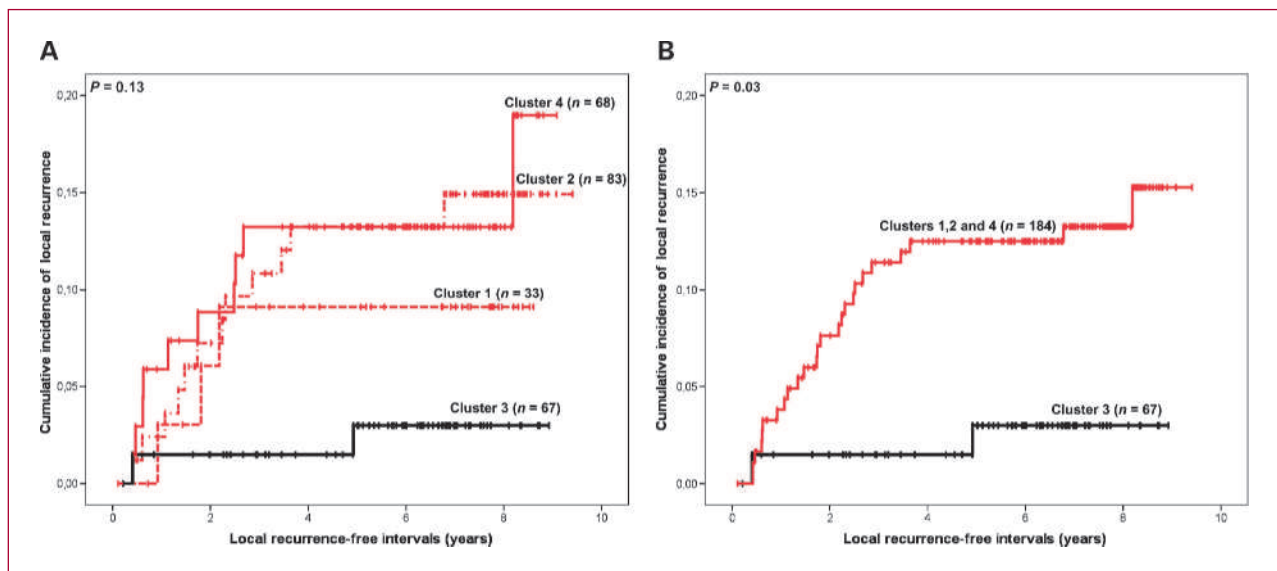 A
P = 0.13
0,20
0,15
0,10
0,05
0,00
Cumulative incidence of local recurrence
Cluster 4 (n = 68)
Cluster 2 (n = 83)
Cluster 1 (n = 33)
Cluster 3 (n = 67)
0 2 4 6 8 10
Local recurrence-free intervals (years)
B
P = 0.03
0,20
0,15
0,10
0,05
0,00
Cumulative incidence of local recurrence
Clusters 1,2 and 4 (n = 184)
Cluster 3 (n = 67)
0 2 4 6 8 10
Local recurrence-free intervals (years)